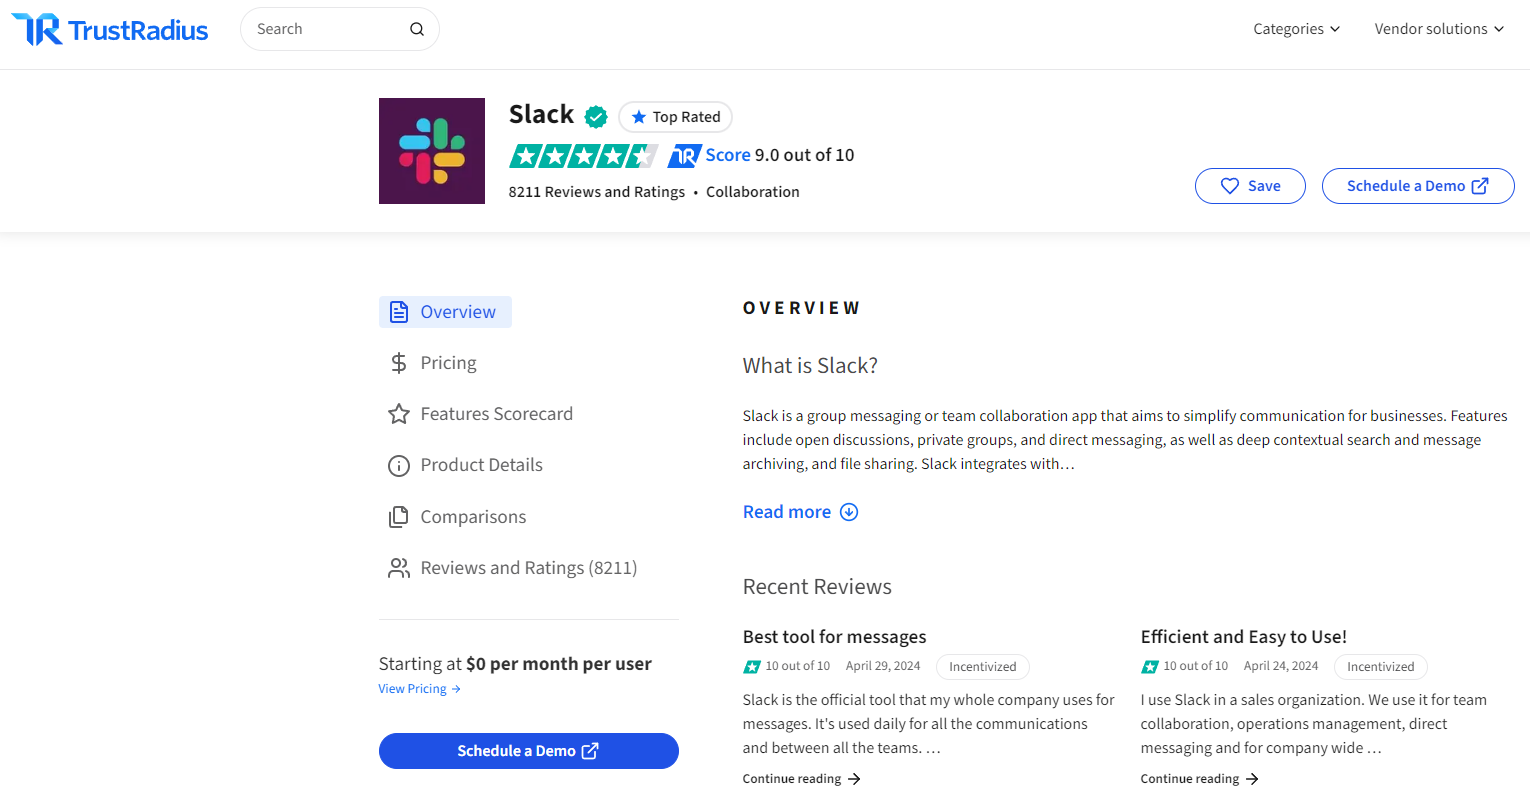 TrustRadius
Search
Categories
Vendor solutions
Slack
Top Rated
TR Score 9.0 out of 10
8211 Reviews and Ratings • Collaboration
Save
Schedule a Demo
Overview
Pricing
Features Scorecard
Product Details
Comparisons
Reviews and Ratings (8211)
Starting at $0 per month per user
View Pricing →
Schedule a Demo
OVERVIEW
What is Slack?
Slack is a group messaging or team collaboration app that aims to simplify communication for businesses. Features
include open discussions, private groups, and direct messaging, as well as deep contextual search and message
archiving, and file sharing. Slack integrates with…
Read more
Recent Reviews
Best tool for messages
10 out of 10 April 29, 2024 Incentivized
Slack is the official tool that my whole company uses for
messages. It's used daily for all the communications
and between all the teams. …
Continue reading →
Efficient and Easy to Use!
10 out of 10 April 24, 2024 Incentivized
I use Slack in a sales organization. We use it for team
collaboration, operations management, direct
messaging and for company wide …
Continue reading →